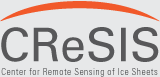 CReSIS
Center for Remote Sensing of Ice Sheets